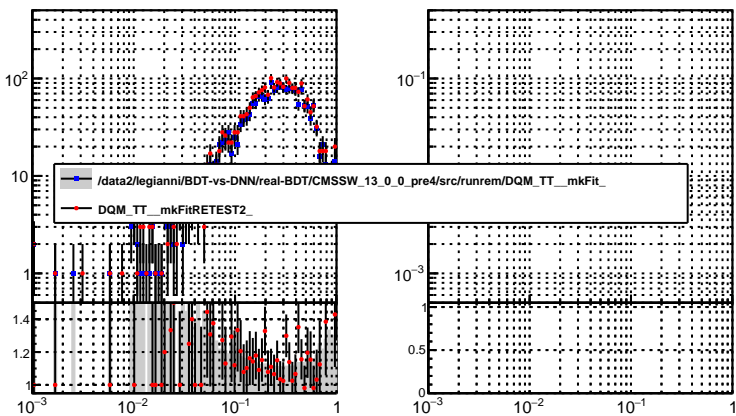 10²
10
1
1.4
1.2
1
10⁻³ 10⁻² 10⁻¹ 1
/data2/legianni/BDT-vs-DNN/real-BDT/CMSSW_13_0_0_pre4/src/runrem/DQM_TT__mkFit_
DQM_TT__mkFitRETEST2_
10⁻¹
10⁻³
1
0.5
0
10⁻³ 10⁻² 10⁻¹ 1